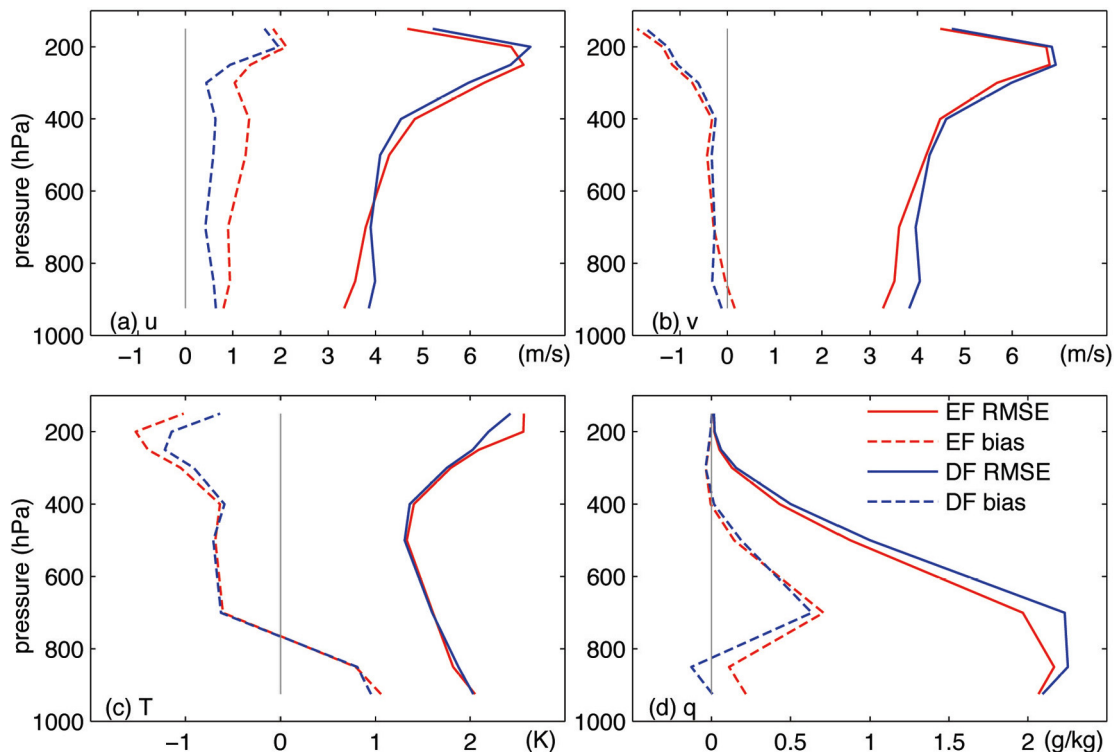 200
400
600
800
1000
pressure (hPa)
(a) u
−1 0 1 2 3 4 5 6 (m/s)
200
400
600
800
1000
(b) v
−1 0 1 2 3 4 5 6 (m/s)
200
400
600
800
1000
pressure (hPa)
(c) T
−1 0 1 2 (K)
200
400
600
800
1000
EF RMSE
EF bias
DF RMSE
DF bias
(d) q
0 0.5 1 1.5 2 (g/kg)